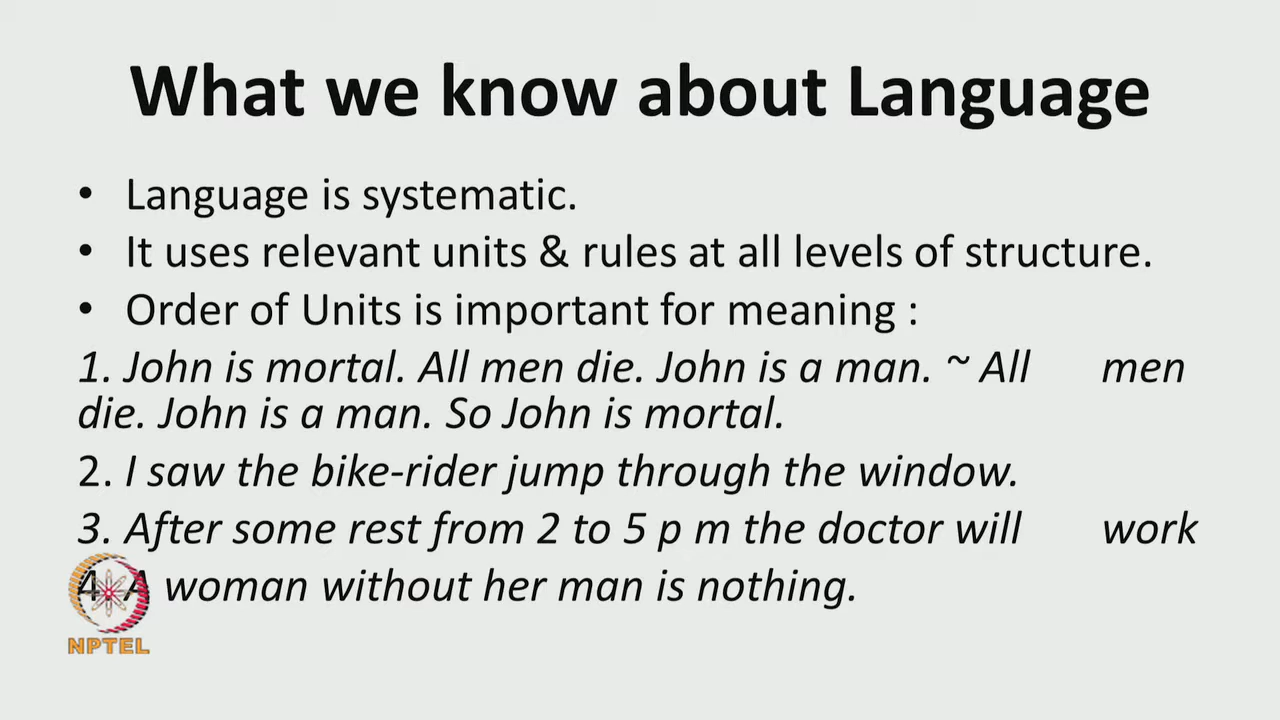 What we know about Language
• Language is systematic.
• It uses relevant units & rules at all levels of structure.
• Order of Units is important for meaning :
1. John is mortal. All men die. John is a man. ~ All men
die. John is a man. So John is mortal.
2. I saw the bike-rider jump through the window.
3. After some rest from 2 to 5 p m the doctor will work
4. A woman without her man is nothing.
NPTEL